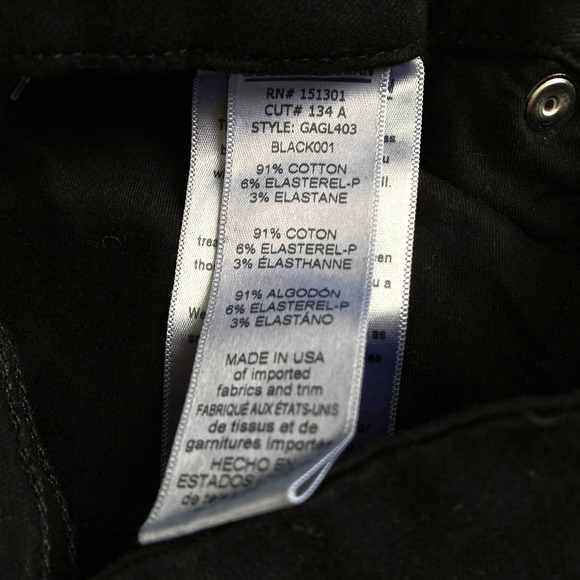 RN# 151301
CUT# 134 A
STYLE: GAGL403
BLACK001
91% COTTON
6% ELASTEREL-P
3% ELASTANE
91% COTON
6% ELASTEREL-P
3% ÉLASTHANNE
91% ALGODÓN
6% ELASTEREL-P
3% ELASTÁNO
MADE IN USA
of imported
fabrics and trim
FABRIQUÉ AUX ÉTATS-UNIS
de tissus et de
garnitures
HECHO EN
ESTADOS